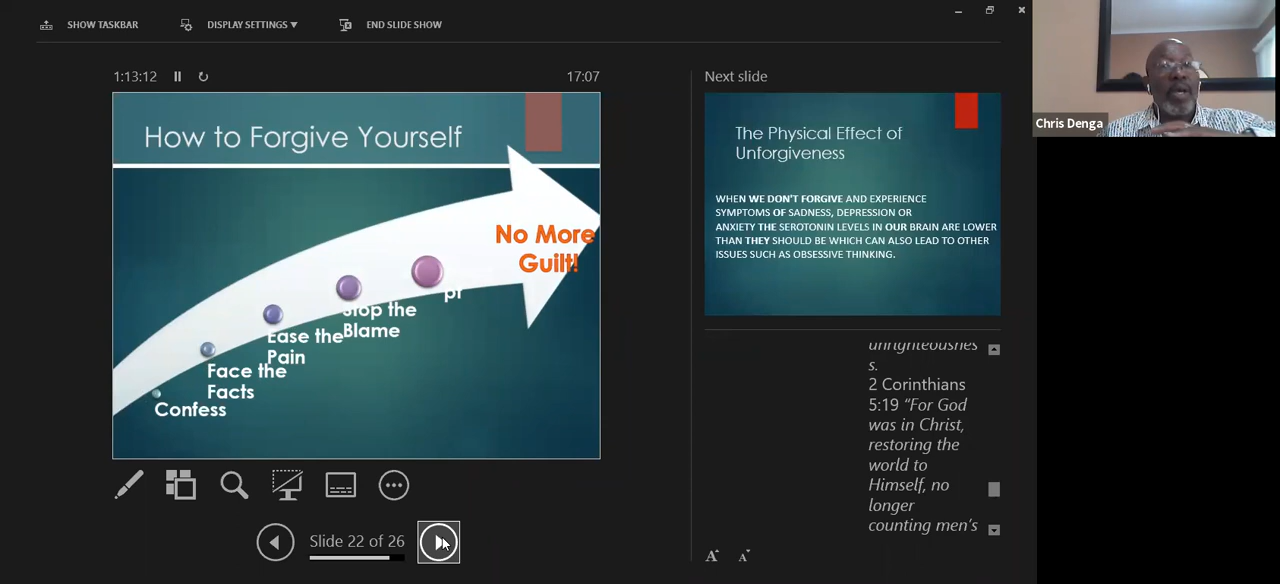 SHOW TASKBAR
DISPLAY SETTINGS
END SLIDE SHOW
1:13:12
17:07
How to Forgive Yourself
No More
Guilt!
pt
Stop the
Blame
Ease the
Pain
Face the
Facts
Confess
Slide 22 of 26
Next slide
The Physical Effect of
Unforgiveness
WHEN WE DON'T FORGIVE AND EXPERIENCE
SYMPTOMS OF SADNESS, DEPRESSION OR
ANXIETY THE SEROTONIN LEVELS IN OUR BRAIN ARE LOWER
THAN THEY SHOULD BE WHICH CAN ALSO LEAD TO OTHER
ISSUES SUCH AS OBSESSIVE THINKING.
unrighteousnes
s.
2 Corinthians
5:19 “For God
was in Christ,
restoring the
world to
Himself, no
longer
counting men’s
A A
Chris Denga